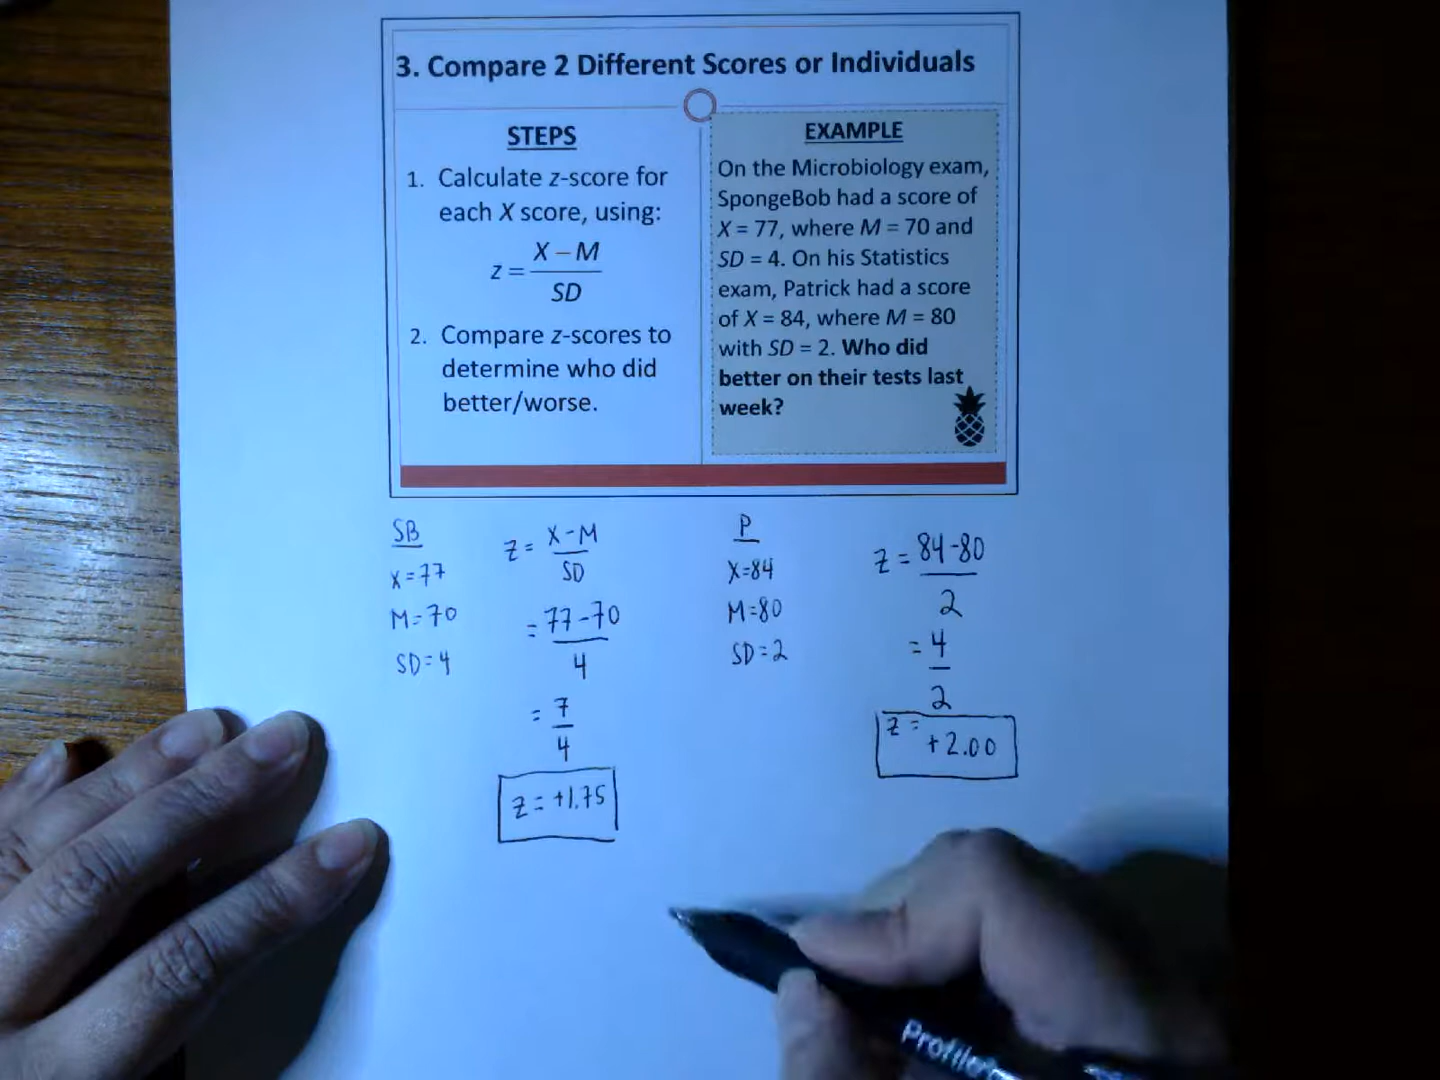 3. Compare 2 Different Scores or Individuals
STEPS
1. Calculate z-score for
each X score, using:
z = X – M
SD
2. Compare z-scores to
determine who did
better/worse.
EXAMPLE
On the Microbiology exam,
SpongeBob had a score of
X = 77, where M = 70 and
SD = 4. On his Statistics
exam, Patrick had a score
of X = 84, where M = 80
with SD = 2. Who did
better on their tests last
week?
SB
X=77
M=70
SD=4
z = X-M
SD
= 77-70
4
= 7
4
z = +1.75
P
X=84
M=80
SD=2
z = 84-80
2
= 4
2
z =
+2.00
Profile